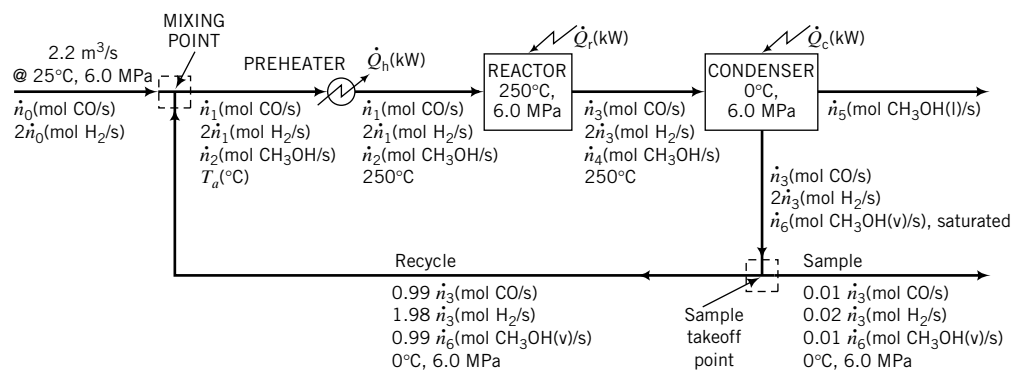 MIXING
POINT
2.2 m³/s
@ 25°C, 6.0 MPa
ṅ₀(mol CO/s)
2ṅ₀(mol H₂/s)
PREHEATER
Q̇ₕ(kW)
ṅ₁(mol CO/s)
2ṅ₁(mol H₂/s)
ṅ₂(mol CH₃OH/s)
Tₐ(°C)
ṅ₁(mol CO/s)
2ṅ₁(mol H₂/s)
ṅ₂(mol CH₃OH/s)
250°C
Q̇ᵣ(kW)
REACTOR
250°C,
6.0 MPa
ṅ₃(mol CO/s)
2ṅ₃(mol H₂/s)
ṅ₄(mol CH₃OH/s)
250°C
Q̇c(kW)
CONDENSER
0°C,
6.0 MPa
ṅ₅(mol CH₃OH(l)/s)
ṅ₃(mol CO/s)
2ṅ₃(mol H₂/s)
ṅ₆(mol CH₃OH(v)/s), saturated
Recycle
0.99 ṅ₃(mol CO/s)
1.98 ṅ₃(mol H₂/s)
0.99 ṅ₆(mol CH₃OH(v)/s)
0°C, 6.0 MPa
Sample
takeoff
point
Sample
0.01 ṅ₃(mol CO/s)
0.02 ṅ₃(mol H₂/s)
0.01 ṅ₆(mol CH₃OH(v)/s)
0°C, 6.0 MPa